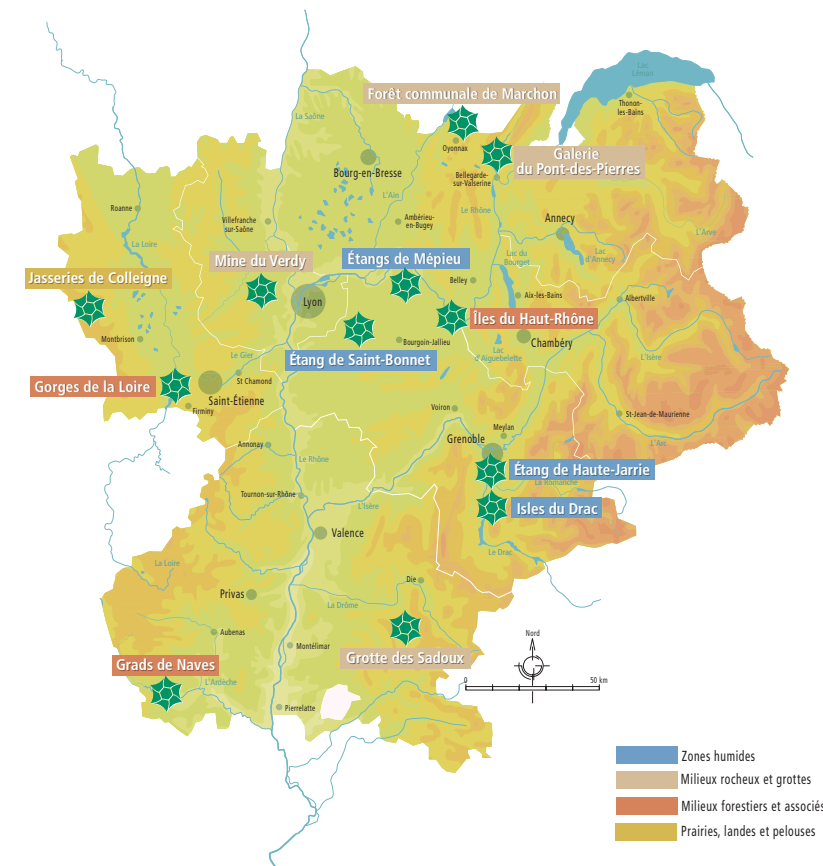 Lac
Léman
Thonon-
les-Bains
Forêt communale de Marchon
La Saône
Oyonnax
Galerie
du Pont-des-Pierres
Bourg-en-Bresse
Bellegarde-
sur-Valserine
L'Ain
Roanne
Villefranche
sur-Saône
Ambérieu-
en-Bugey
Le Rhône
Annecy
L'Arve
La Loire
Mine du Verdy
Étangs de Mépieu
Lac du
Bourget
Lac
d'Annecy
Jasseries de Colleigne
Belley
Lyon
Aix-les-Bains
Albertville
Îles du Haut-Rhône
Montbrison
Bourgoin-Jallieu
Chambéry
Le Gier
Étang de Saint-Bonnet
Lac
d'Aiguebelette
L'Isère
Gorges de la Loire
St Chamond
Saint-Étienne
Firminy
Voiron
St-Jean-de-Maurienne
Meylan
Annonay
Grenoble
L'Arc
Le Rhône
Étang de Haute-Jarrie
La Romanche
Tournon-sur-Rhône
L'Isère
Isles du Drac
Valence
Le Drac
La Loire
Die
Privas
La Drôme
Aubenas
Montélimar
Nord
Grads de Naves
Grotte des Sadoux
L'Ardèche
0
50 km
Pierrelatte
Zones humides
Milieux rocheux et grottes
Milieux forestiers et associés
Prairies, landes et pelouses